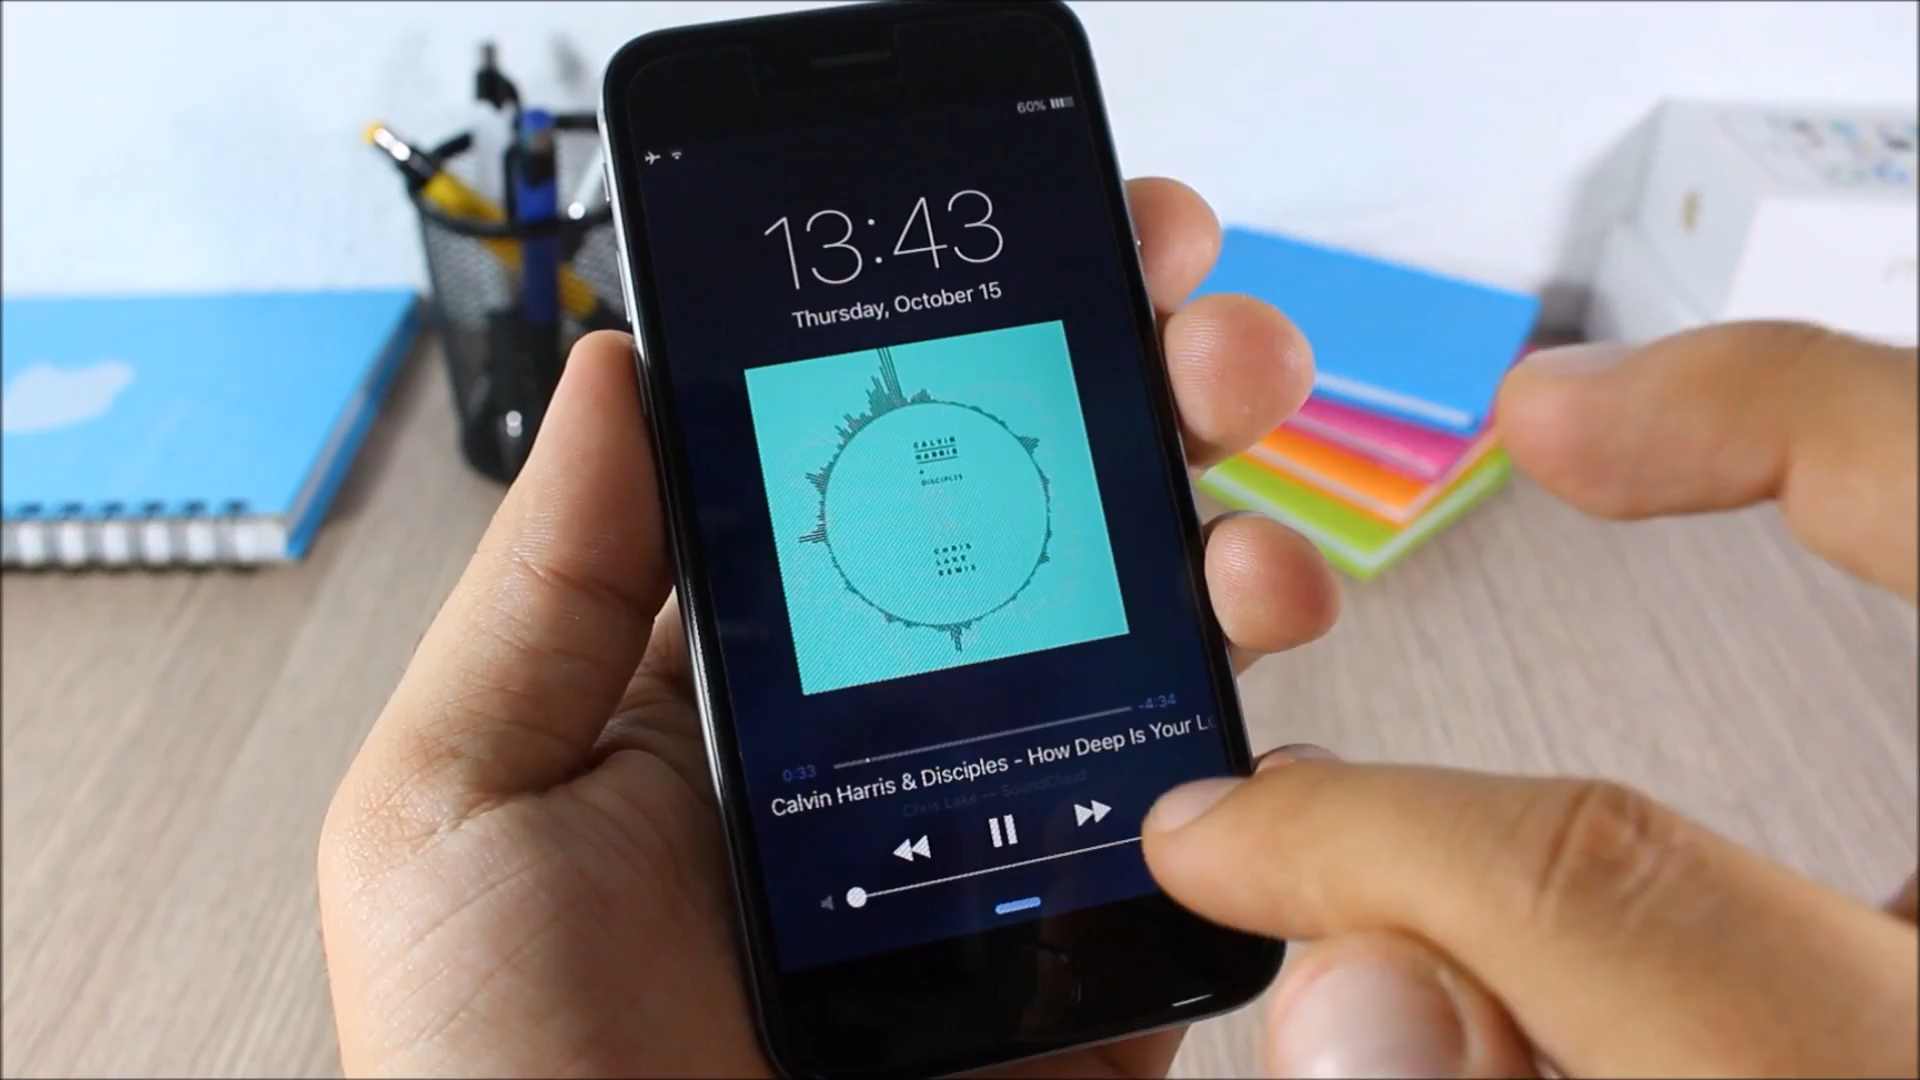 60%
13:43
Thursday, October 15
CALVIN
HARRIS
+
DISCIPLES
CHRIS
LAKE
REMIX
0:33
-4:34
Calvin Harris & Disciples - How Deep Is Your L
Chris Lake — SoundCloud